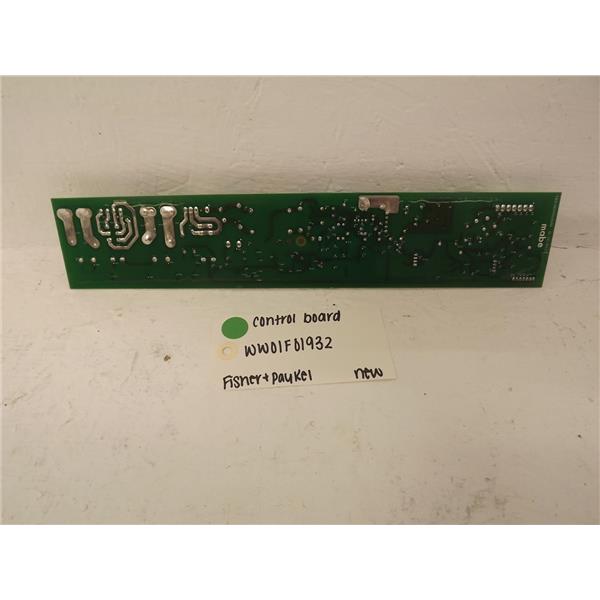 mabe
control board
WW01F01932
Fisher + Paykel new